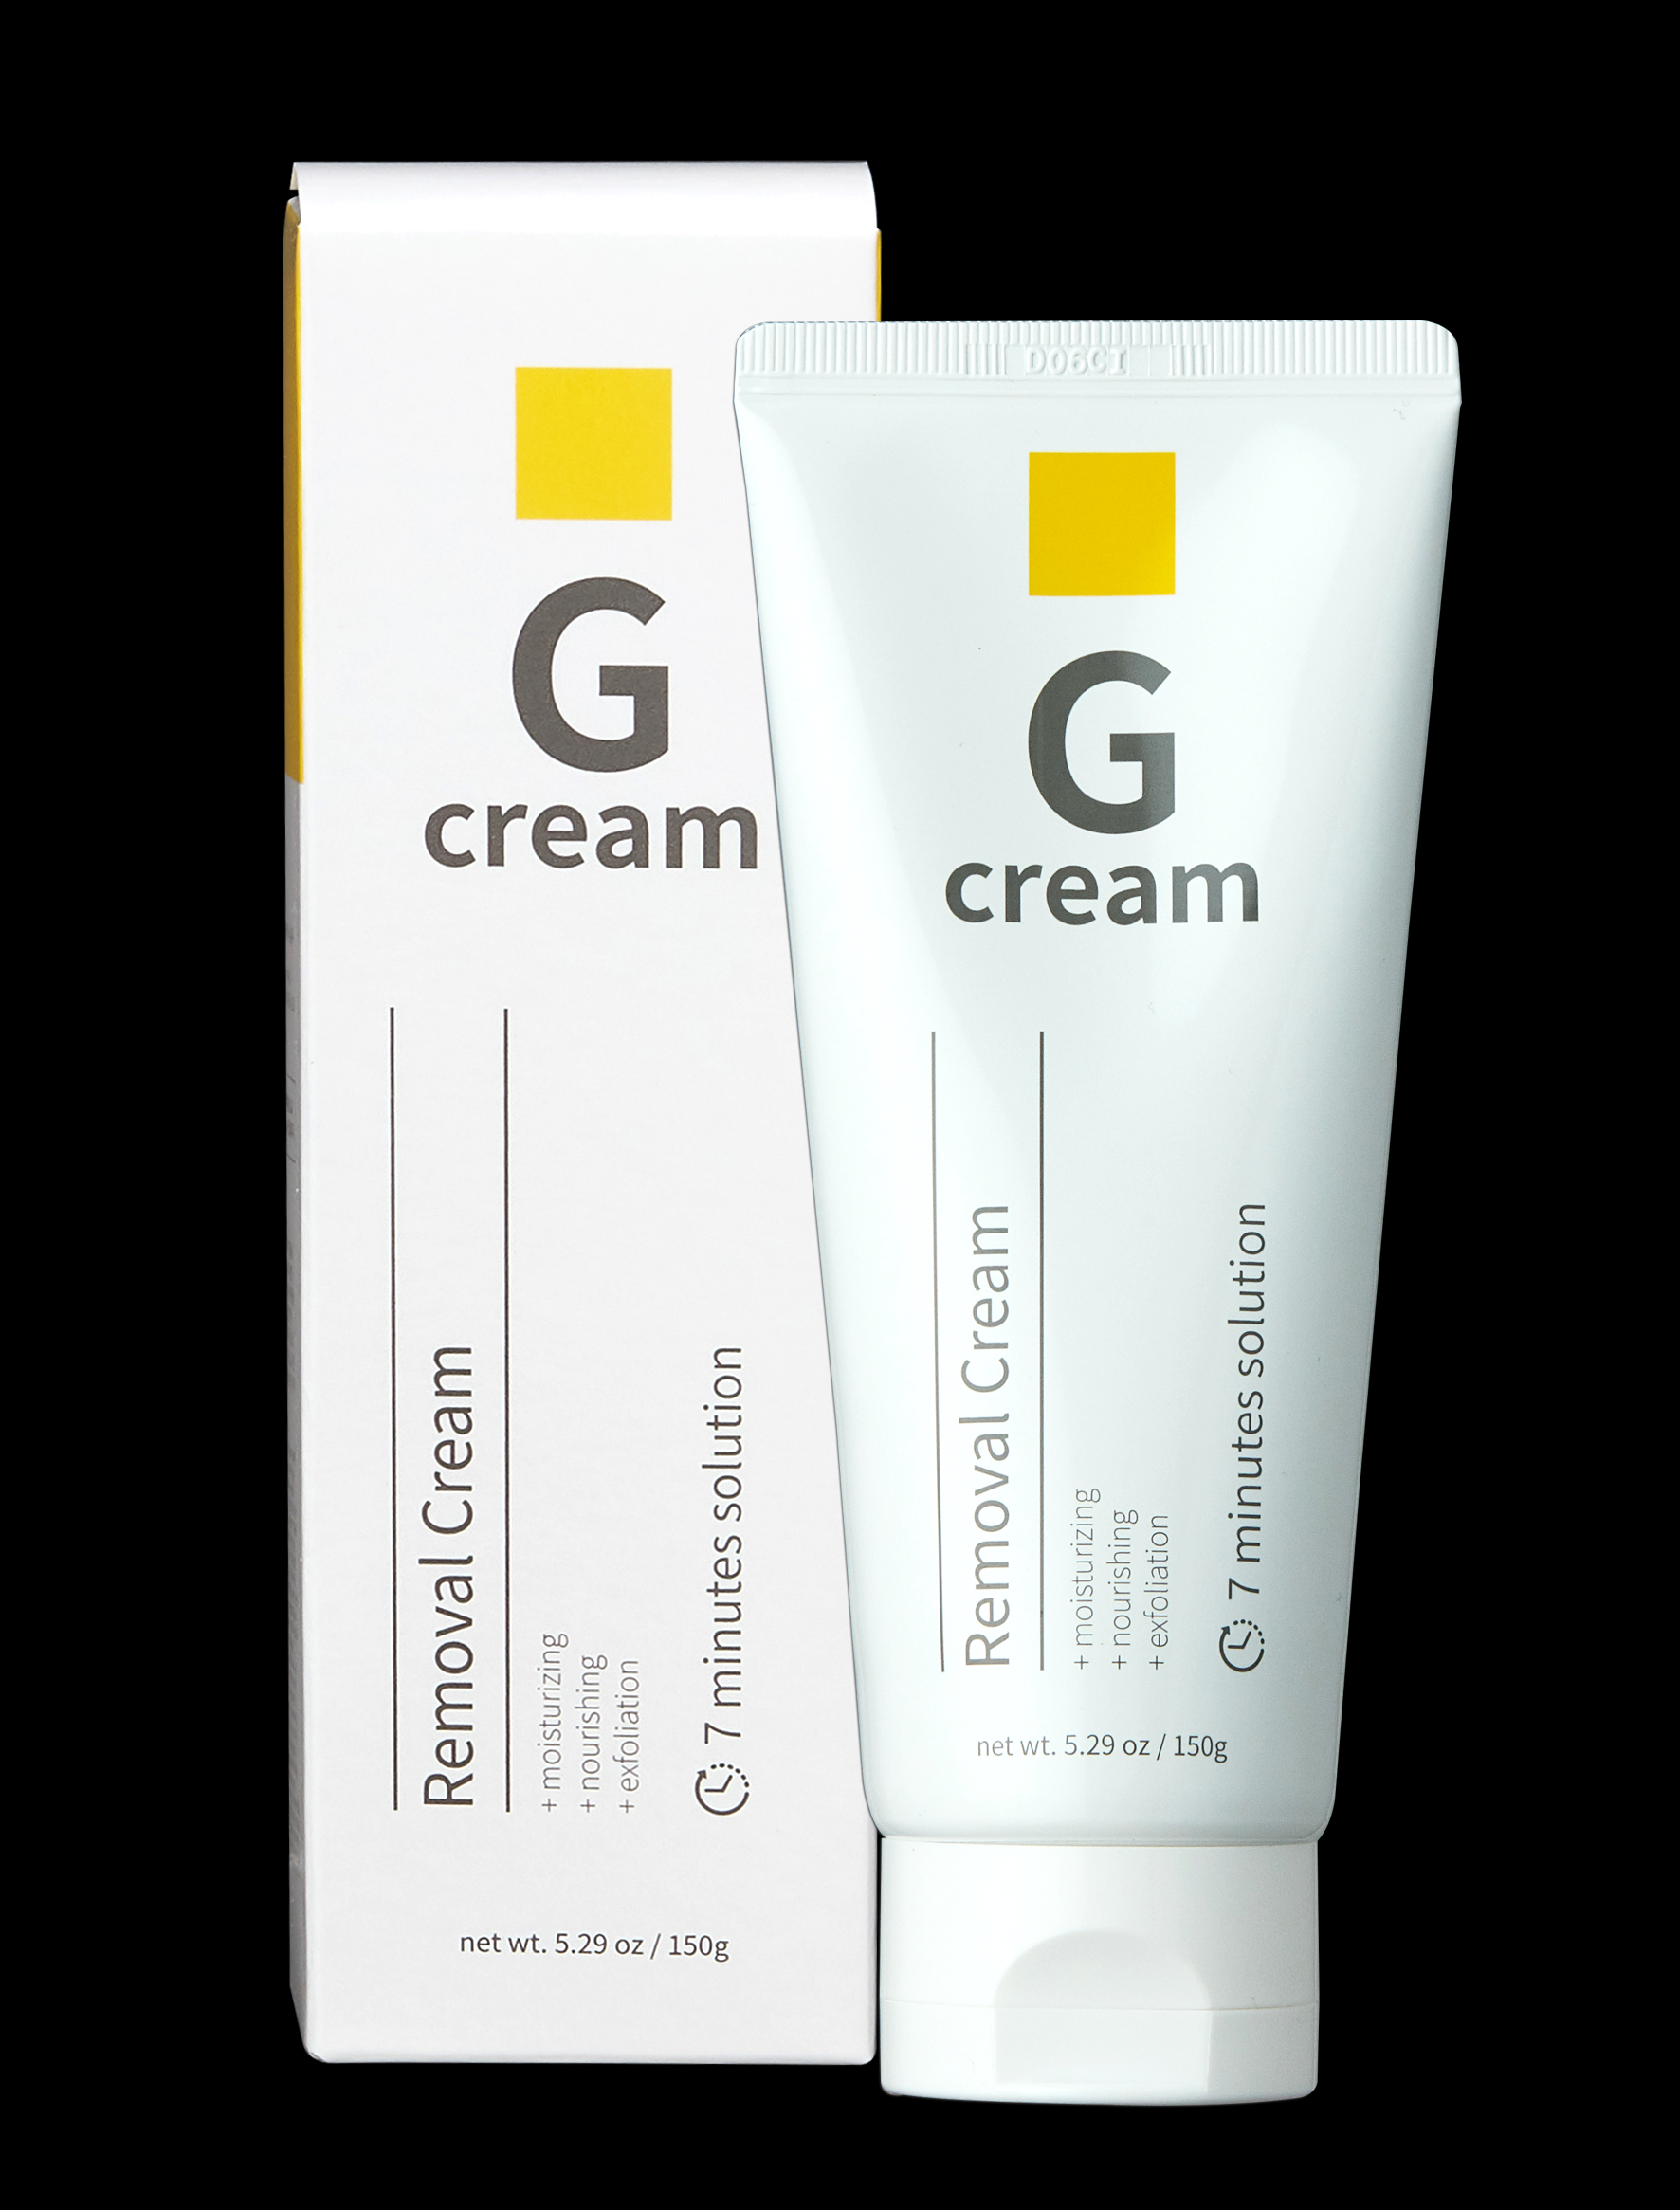 G
cream
Removal Cream
+ moisturizing
+ nourishing
+ exfoliation
7 minutes solution
net wt. 5.29 oz / 150g
D06CI
G
cream
Removal Cream
+ moisturizing
+ nourishing
+ exfoliation
7 minutes solution
net wt. 5.29 oz / 150g